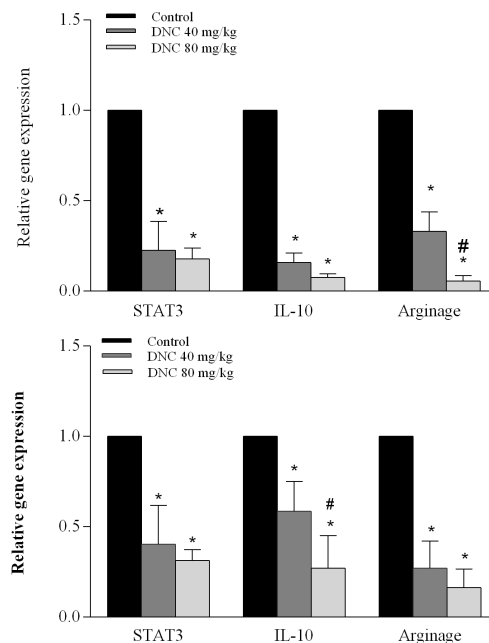 1.5
Control
DNC 40 mg/kg
DNC 80 mg/kg
Relative gene expression
1.0
0.5
0.0
* * * * * # *
STAT3 IL-10 Arginage
1.5
Control
DNC 40 mg/kg
DNC 80 mg/kg
Relative gene expression
1.0
0.5
0.0
* * * # * * *
STAT3 IL-10 Arginage